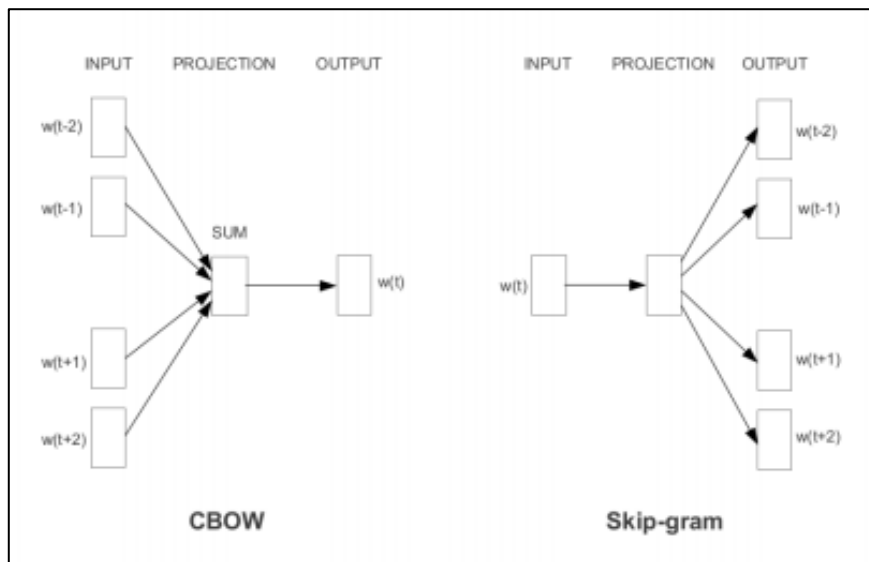 INPUT PROJECTION OUTPUT
w(t-2)
w(t-1)
SUM
w(t)
w(t+1)
w(t+2)
CBOW
INPUT PROJECTION OUTPUT
w(t-2)
w(t-1)
w(t)
w(t+1)
w(t+2)
Skip-gram